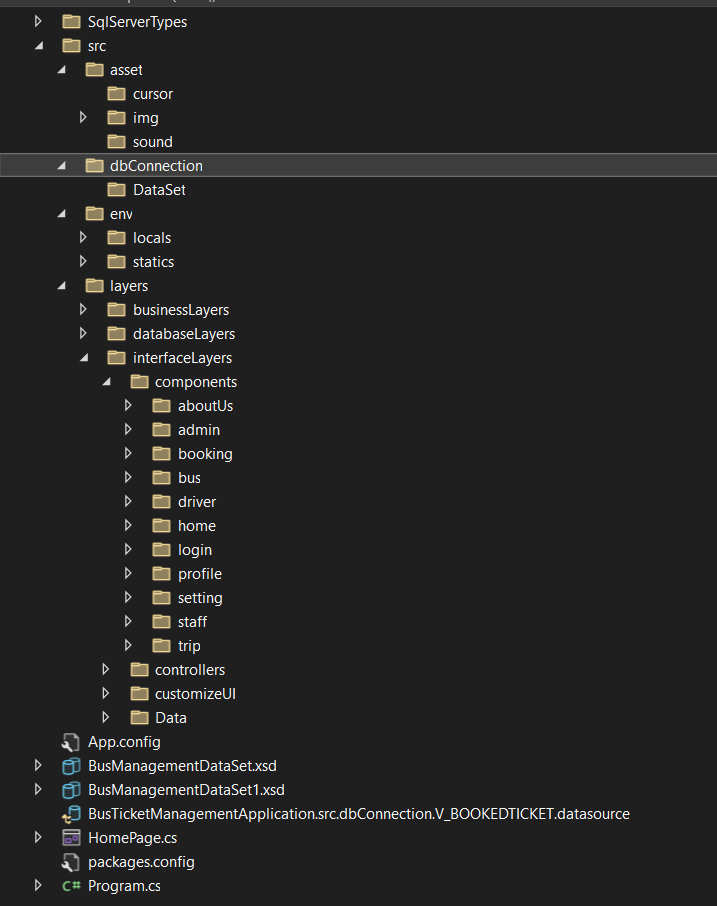 SqlServerTypes
src
asset
cursor
img
sound
dbConnection
DataSet
env
locals
statics
layers
businessLayers
databaseLayers
interfaceLayers
components
aboutUs
admin
booking
bus
driver
home
login
profile
setting
staff
trip
controllers
customizeUI
Data
App.config
BusManagementDataSet.xsd
BusManagementDataSet1.xsd
BusTicketManagementApplication.src.dbConnection.V_BOOKEDTICKET.datasource
HomePage.cs
packages.config
C# Program.cs